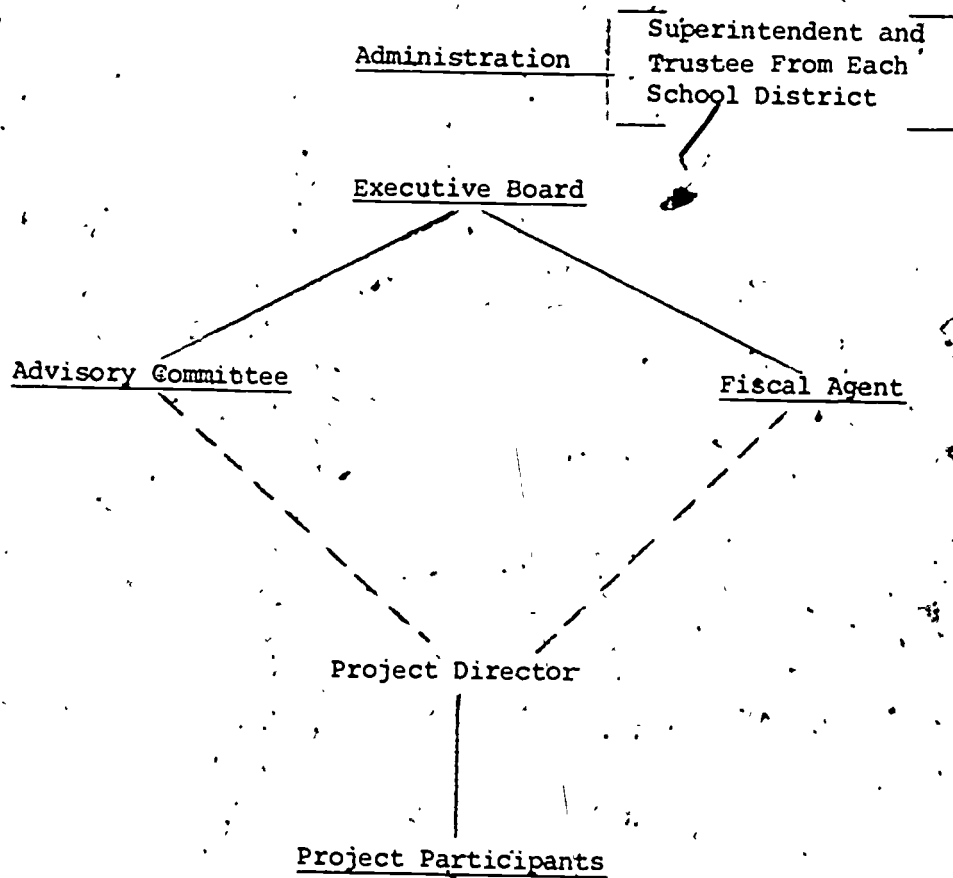 Superintendent and
Administration Trustee From Each
School District
Executive Board
Advisory Committee Fiscal Agent
Project Director
Project Participants